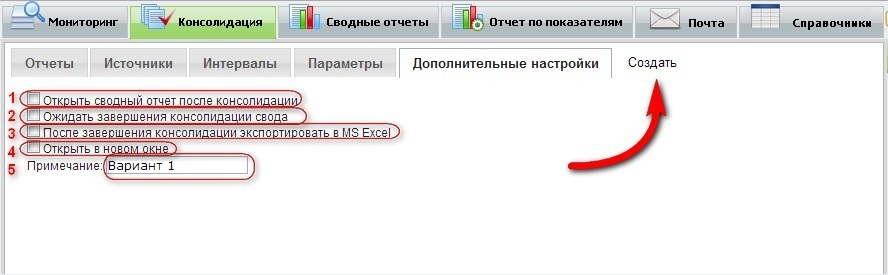 Мониторинг Консолидация Сводные отчеты Отчет по показателям Почта Справочники
Отчеты Источники Интервалы Параметры Дополнительные настройки Создать
1 Открыть сводный отчет после консолидации
2 Ожидать завершения консолидации свода
3 После завершения консолидации экспортировать в MS Excel
4 Открыть в новом окне
5 Примечание: Вариант 1